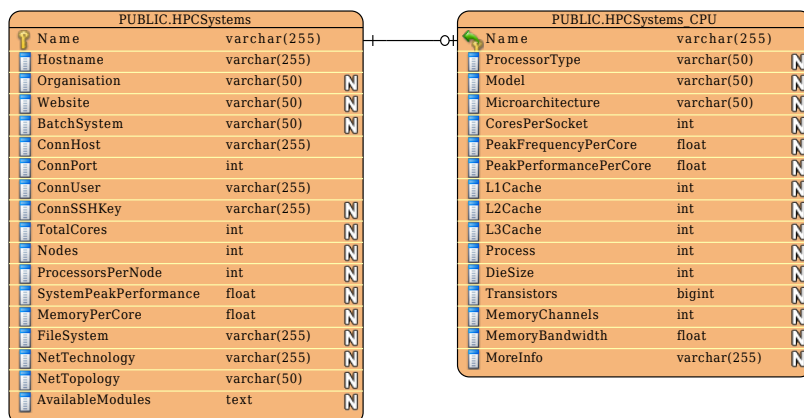 PUBLIC.HPCSystems
Name varchar(255)
Hostname varchar(255)
Organisation varchar(50) N
Website varchar(50) N
BatchSystem varchar(50) N
ConnHost varchar(255)
ConnPort int
ConnUser varchar(255)
ConnSSHKey varchar(255) N
TotalCores int N
Nodes int N
ProcessorsPerNode int N
SystemPeakPerformance float N
MemoryPerCore float N
FileSystem varchar(255) N
NetTechnology varchar(255) N
NetTopology varchar(50) N
AvailableModules text N
PUBLIC.HPCSystems_CPU
Name varchar(255)
ProcessorType varchar(50) N
Model varchar(50) N
Microarchitecture varchar(50) N
CoresPerSocket int N
PeakFrequencyPerCore float N
PeakPerformancePerCore float N
L1Cache int N
L2Cache int N
L3Cache int N
Process int N
DieSize int N
Transistors bigint N
MemoryChannels int N
MemoryBandwidth float N
MoreInfo varchar(255) N